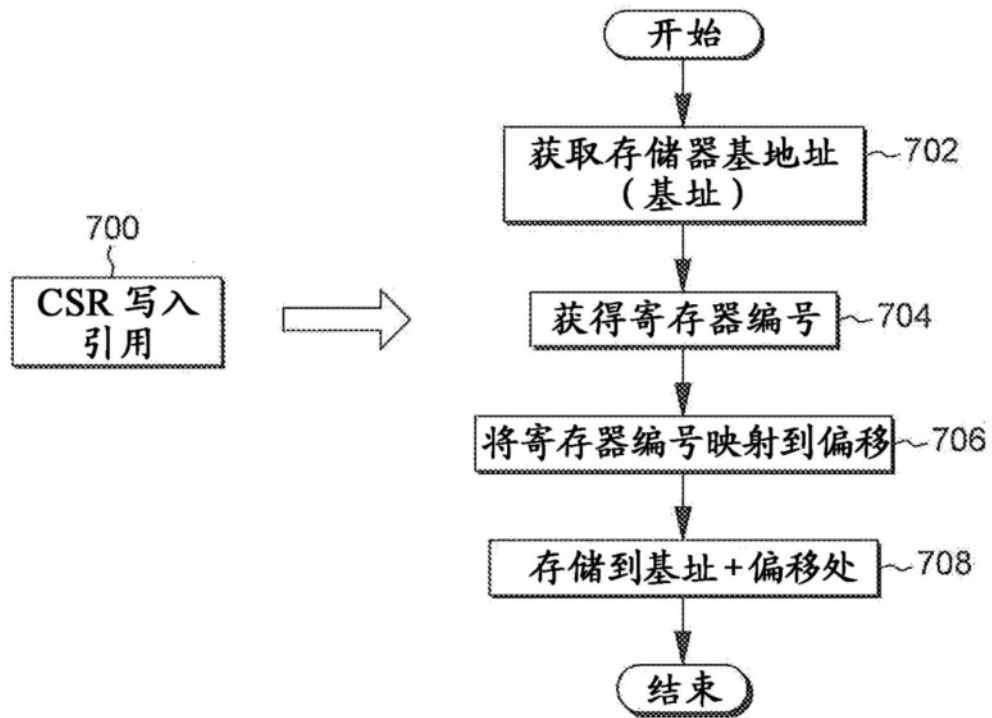 700
CSR 写入
引用
开始
获取存储器基地址
（基址）
702
获得寄存器编号
704
将寄存器编号映射到偏移
706
存储到基址+偏移处
708
结束